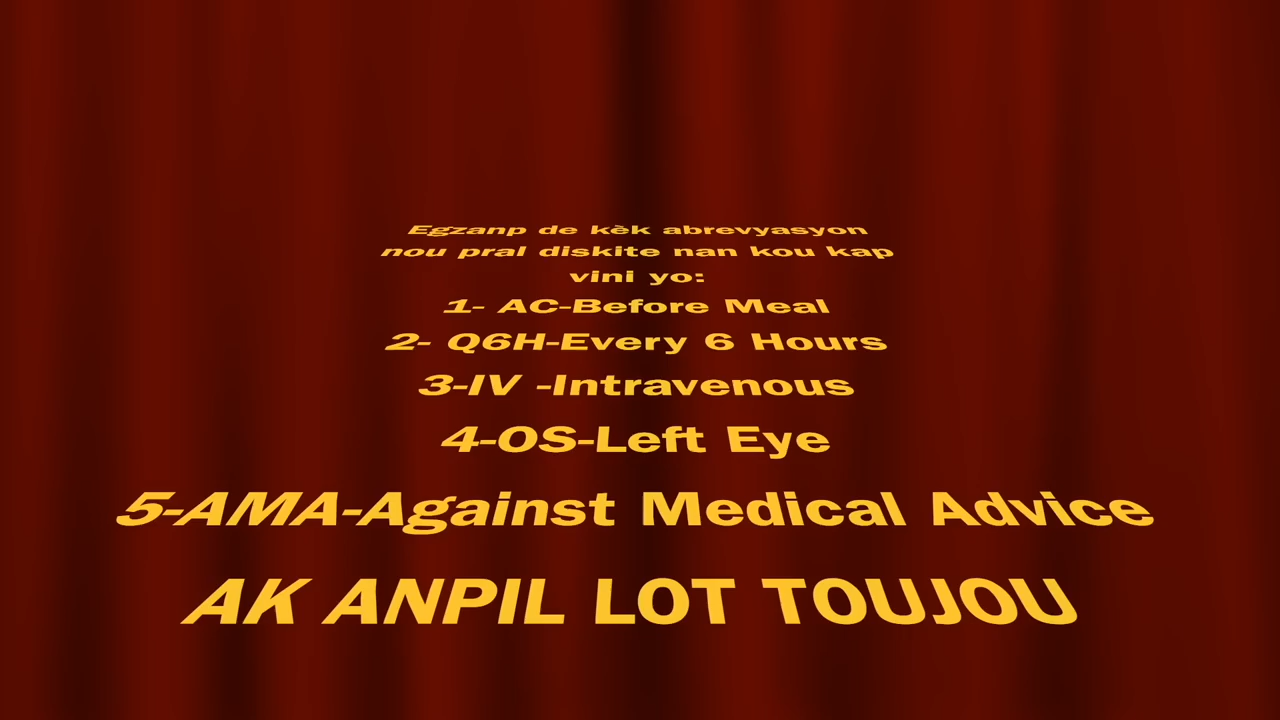 Egzanp de kèk abrevyasyon
nou pral diskite nan kou kap
vini yo:
1- AC-Before Meal
2- Q6H-Every 6 Hours
3-IV -Intravenous
4-OS-Left Eye
5-AMA-Against Medical Advice
AK ANPIL LOT TOUJOU